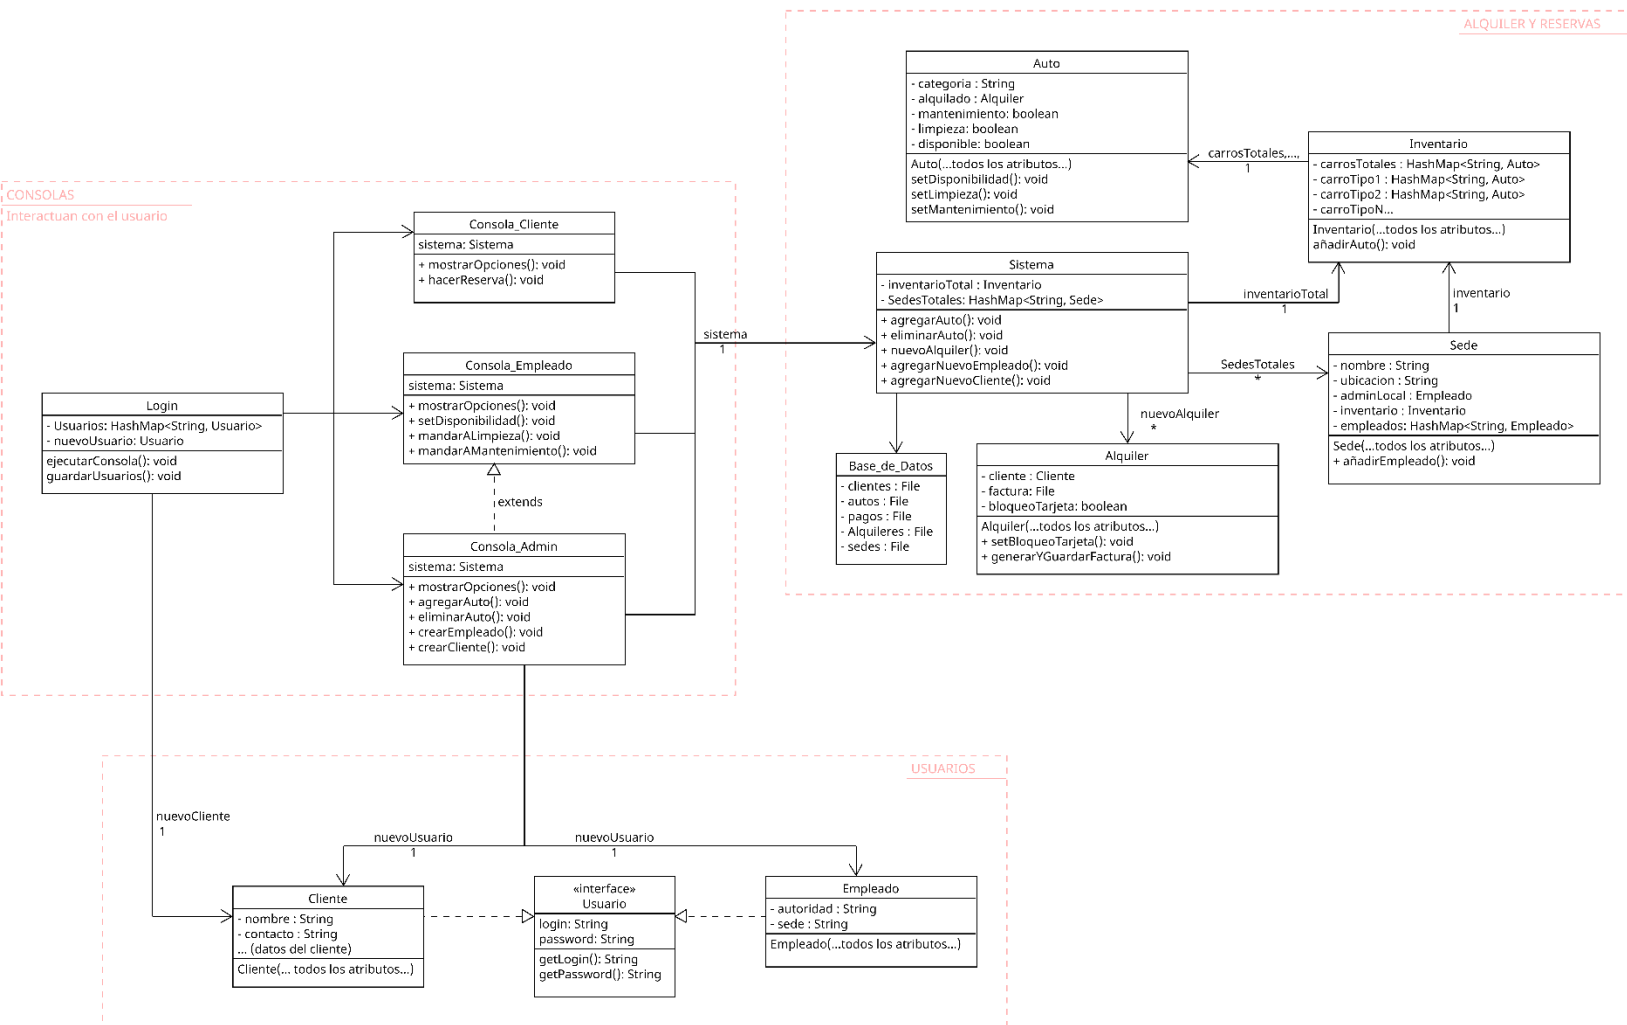 ALQUILER Y RESERVAS
Auto
- categoria : String
- alquilado : Alquiler
- mantenimiento: boolean
- limpieza: boolean
- disponible: boolean
Auto(...todos los atributos...)
setDisponibilidad(): void
setLimpieza(): void
setMantenimiento(): void
carrosTotales,...,
1
Inventario
- carrosTotales : HashMap<String, Auto>
- carroTipo1 : HashMap<String, Auto>
- carroTipo2 : HashMap<String, Auto>
- carroTipoN...
Inventario(...todos los atributos...)
añadirAuto(): void
CONSOLAS
Interactuan con el usuario
Consola_Cliente
sistema: Sistema
+ mostrarOpciones(): void
+ hacerReserva(): void
Sistema
- inventarioTotal : Inventario
- SedesTotales: HashMap<String, Sede>
+ agregarAuto(): void
+ eliminarAuto(): void
+ nuevoAlquiler(): void
+ agregarNuevoEmpleado(): void
+ agregarNuevoCliente(): void
inventarioTotal
1
inventario
1
sistema
1
SedesTotales
*
Sede
- nombre : String
- ubicacion : String
- adminLocal : Empleado
- inventario : Inventario
- empleados: HashMap<String, Empleado>
Sede(...todos los atributos...)
+ añadirEmpleado(): void
Consola_Empleado
sistema: Sistema
+ mostrarOpciones(): void
+ setDisponibilidad(): void
+ mandarALimpieza(): void
+ mandarAMantenimiento(): void
Login
- Usuarios: HashMap<String, Usuario>
- nuevoUsuario: Usuario
ejecutarConsola(): void
guardarUsuarios(): void
nuevoAlquiler
*
Base_de_Datos
- clientes : File
- autos : File
- pagos : File
- Alquileres : File
- sedes : File
Alquiler
- cliente : Cliente
- factura: File
- bloqueoTarjeta: boolean
Alquiler(...todos los atributos...)
+ setBloqueoTarjeta(): void
+ generarYGuardarFactura(): void
extends
Consola_Admin
sistema: Sistema
+ mostrarOpciones(): void
+ agregarAuto(): void
+ eliminarAuto(): void
+ crearEmpleado(): void
+ crearCliente(): void
USUARIOS
nuevoCliente
1
nuevoUsuario
1
nuevoUsuario
1
Cliente
- nombre : String
- contacto : String
... (datos del cliente)
Cliente(... todos los atributos...)
«interface»
Usuario
login: String
password: String
getLogin(): String
getPassword(): String
Empleado
- autoridad : String
- sede : String
Empleado(...todos los atributos...)